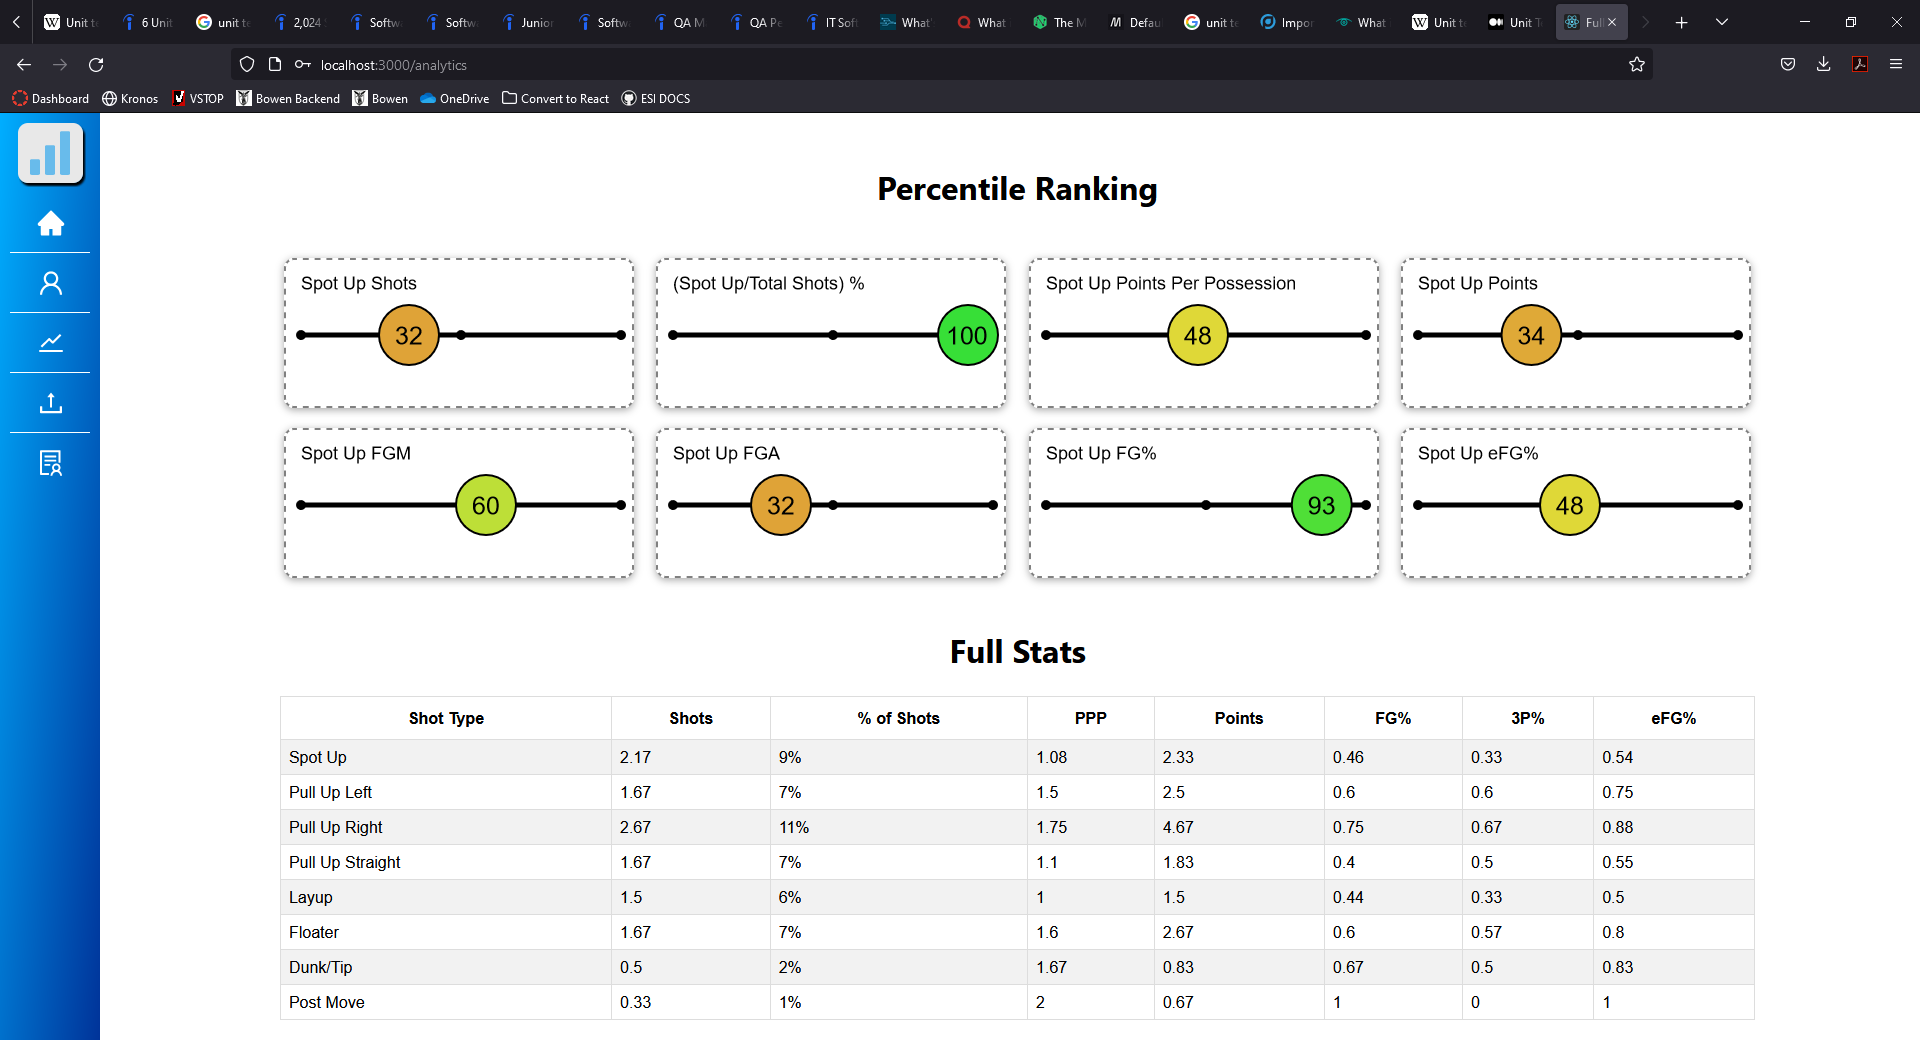 Unit te 6 Unit unit te 2,024 Softw Softw Junio Softw QA M QA Pe IT Soft What' What The M Defau unit te Impor What Unit te Unit T Full
localhost:3000/analytics
Dashboard Kronos VSTOP Bowen Backend Bowen OneDrive Convert to React ESI DOCS
Percentile Ranking
Spot Up Shots (Spot Up/Total Shots) % Spot Up Points Per Possession Spot Up Points
32 100 48 34
Spot Up FGM Spot Up FGA Spot Up FG% Spot Up eFG%
60 32 93 48
Full Stats
Shot Type Shots % of Shots PPP Points FG% 3P% eFG%
Spot Up 2.17 9% 1.08 2.33 0.46 0.33 0.54
Pull Up Left 1.67 7% 1.5 2.5 0.6 0.6 0.75
Pull Up Right 2.67 11% 1.75 4.67 0.75 0.67 0.88
Pull Up Straight 1.67 7% 1.1 1.83 0.4 0.5 0.55
Layup 1.5 6% 1 1.5 0.44 0.33 0.5
Floater 1.67 7% 1.6 2.67 0.6 0.57 0.8
Dunk/Tip 0.5 2% 1.67 0.83 0.67 0.5 0.83
Post Move 0.33 1% 2 0.67 1 0 1